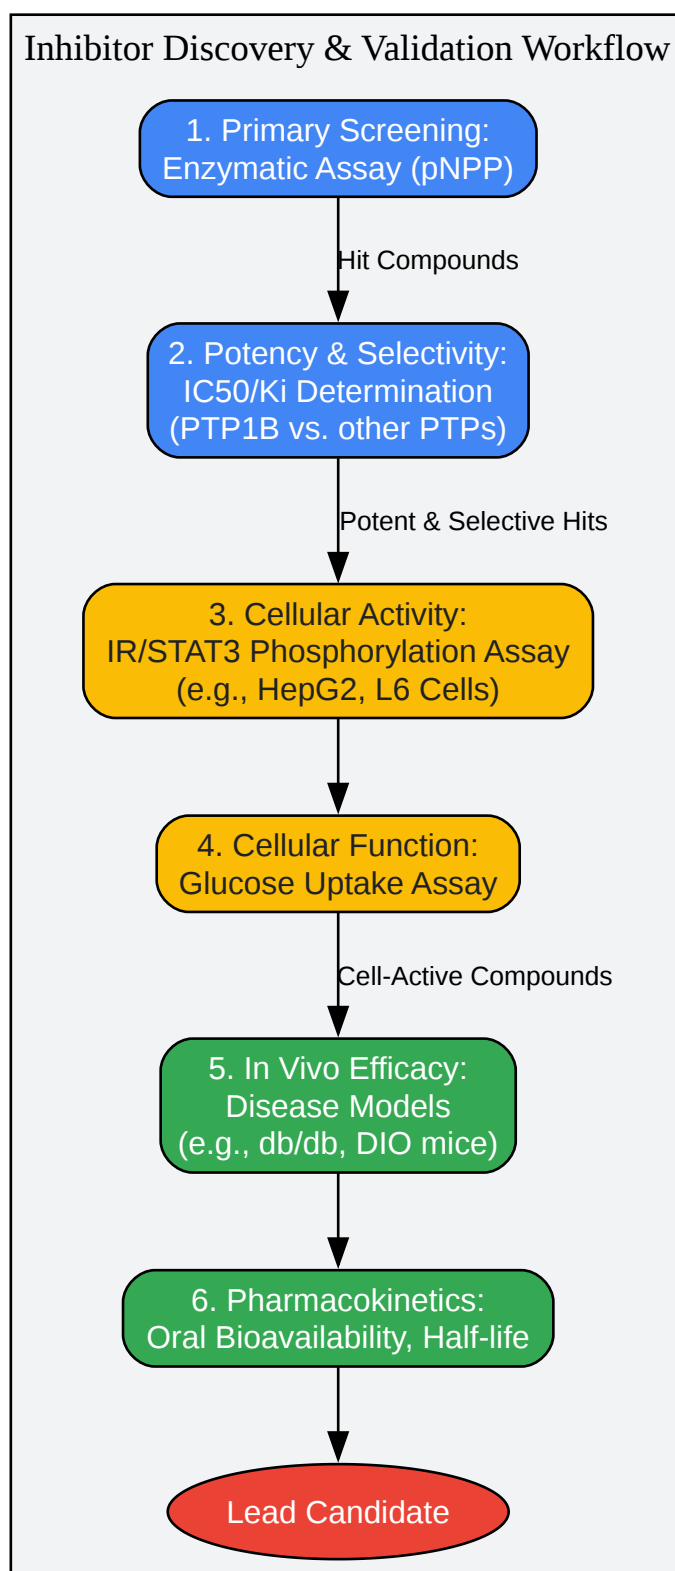 Inhibitor Discovery & Validation Workflow
1. Primary Screening:
Enzymatic Assay (pNPP)
Hit Compounds
2. Potency & Selectivity:
IC50/Ki Determination
(PTP1B vs. other PTPs)
Potent & Selective Hits
3. Cellular Activity:
IR/STAT3 Phosphorylation Assay
(e.g., HepG2, L6 Cells)
4. Cellular Function:
Glucose Uptake Assay
Cell-Active Compounds
5. In Vivo Efficacy:
Disease Models
(e.g., db/db, DIO mice)
6. Pharmacokinetics:
Oral Bioavailability, Half-life
Lead Candidate